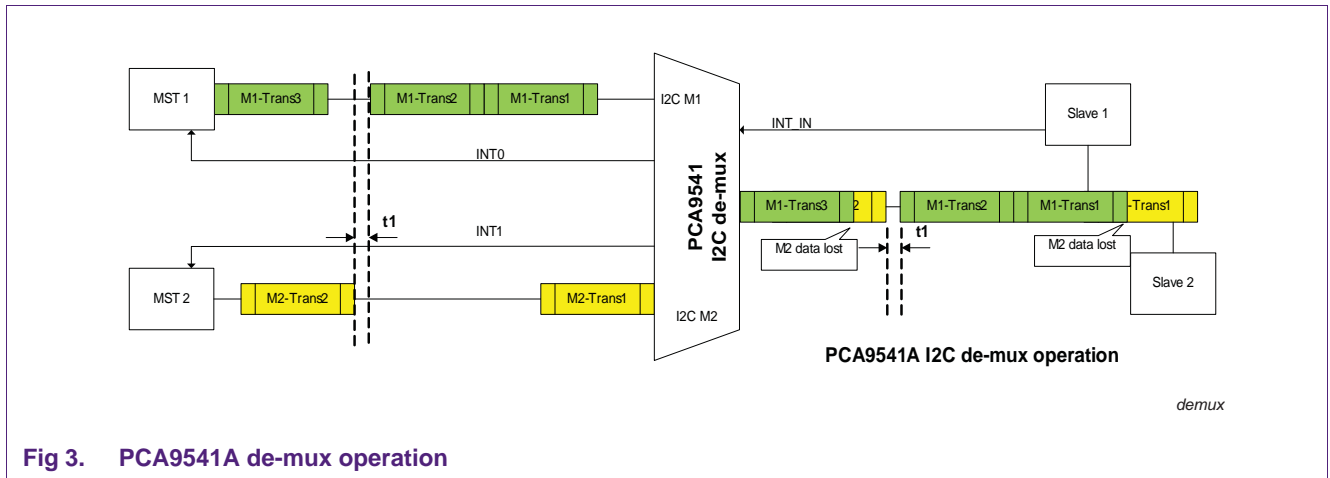 MST 1
M1-Trans3
M1-Trans2
M1-Trans1
I2C M1
INT0
INT_IN
Slave 1
PCA9541
I2C de-mux
M1-Trans3
2
M1-Trans2
M1-Trans1
-Trans1
t1
t1
INT1
M2 data lost
M2 data lost
MST 2
M2-Trans2
M2-Trans1
I2C M2
Slave 2
PCA9541A I2C de-mux operation
demux
Fig 3. PCA9541A de-mux operation